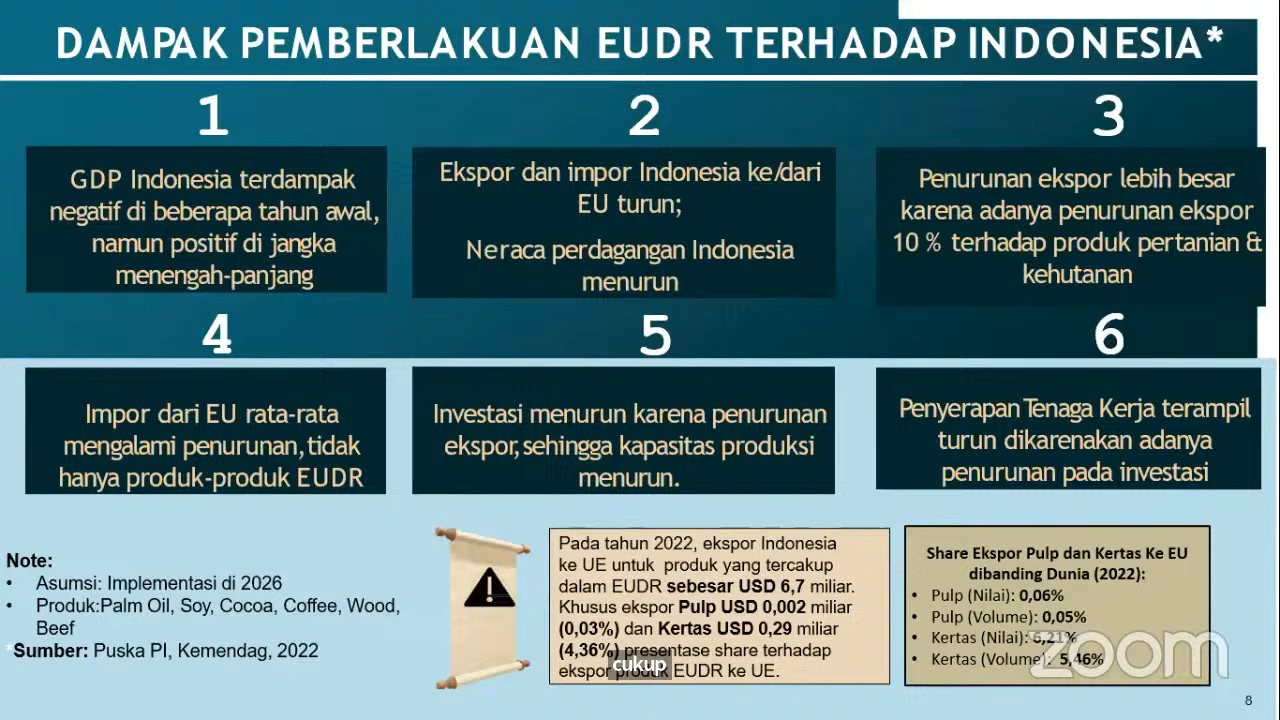 DAMPAK PEMBERLAKUAN EUDR TERHADAP INDONESIA*
1
GDP Indonesia terdampak
negatif di beberapa tahun awal,
namun positif di jangka
menengah-panjang
2
Ekspor dan impor Indonesia ke/dari
EU turun;
Neraca perdagangan Indonesia
menurun
3
Penurunan ekspor lebih besar
karena adanya penurunan ekspor
10 % terhadap produk pertanian &
kehutanan
4
Impor dari EU rata-rata
mengalami penurunan, tidak
hanya produk-produk EUDR
5
Investasi menurun karena penurunan
ekspor, sehingga kapasitas produksi
menurun.
6
Penyerapan Tenaga Kerja terampil
turun dikarenakan adanya
penurunan pada investasi
Note:
• Asumsi: Implementasi di 2026
• Produk:Palm Oil, Soy, Cocoa, Coffee, Wood,
Beef
*Sumber: Puska PI, Kemendag, 2022
Pada tahun 2022, ekspor Indonesia
ke UE untuk produk yang tercakup
dalam EUDR sebesar USD 6,7 miliar.
Khusus ekspor Pulp USD 0,002 miliar
(0,03%) dan Kertas USD 0,29 miliar
(4,36%) presentase share terhadap
ekspor produk EUDR ke UE.
cukup
Share Ekspor Pulp dan Kertas Ke EU
dibanding Dunia (2022):
• Pulp (Nilai): 0,06%
• Pulp (Volume): 0,05%
• Kertas (Nilai): 6,21%
• Kertas (Volume): 5,46%
zoom
8